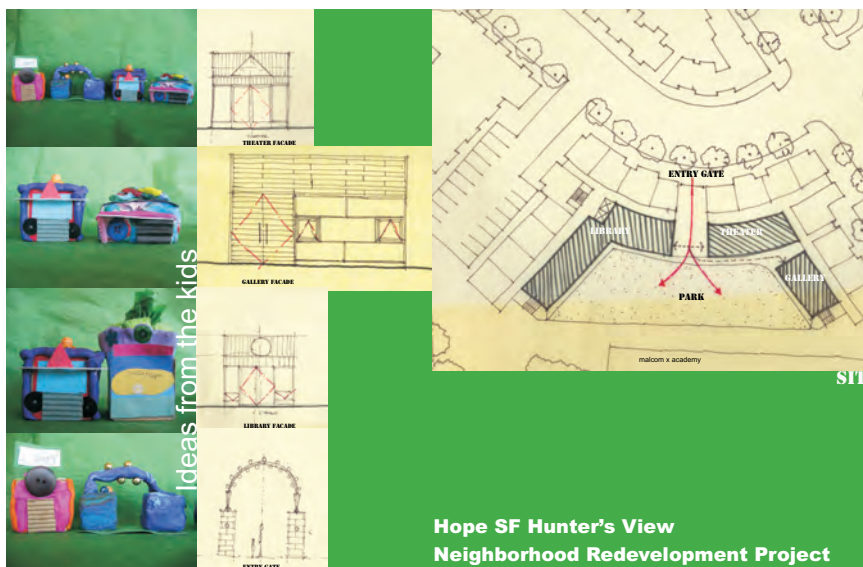 Ideas from the kids
THEATER FACADE
GALLERY FACADE
LIBRARY FACADE
ENTRY GATE
ENTRY GATE
LIBRARY
THEATER
GALLERY
PARK
malcom x academy
SIT
Hope SF Hunter's View
Neighborhood Redevelopment Project